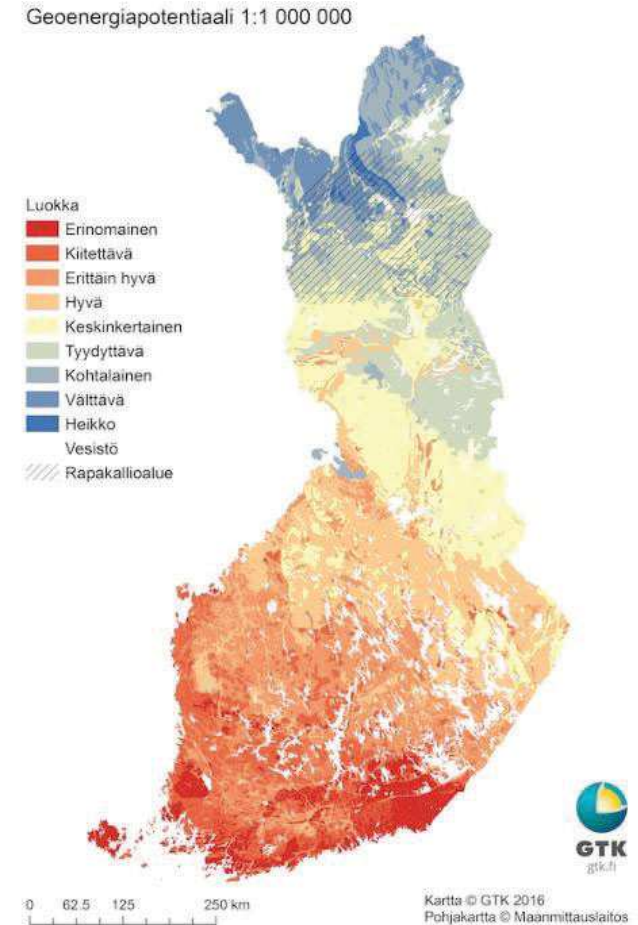 Geoenergiapotentiaali 1:1 000 000
Luokka
Erinomainen
Kiitettävä
Erittäin hyvä
Hyvä
Keskinkertainen
Tyydyttävä
Kohtalainen
Välttävä
Heikko
Vesistö
Rapakallioalue
GTK
gtk.fi
0 62.5 125 250 km
Kartta © GTK 2016
Pohjakartta © Maanmittauslaitos